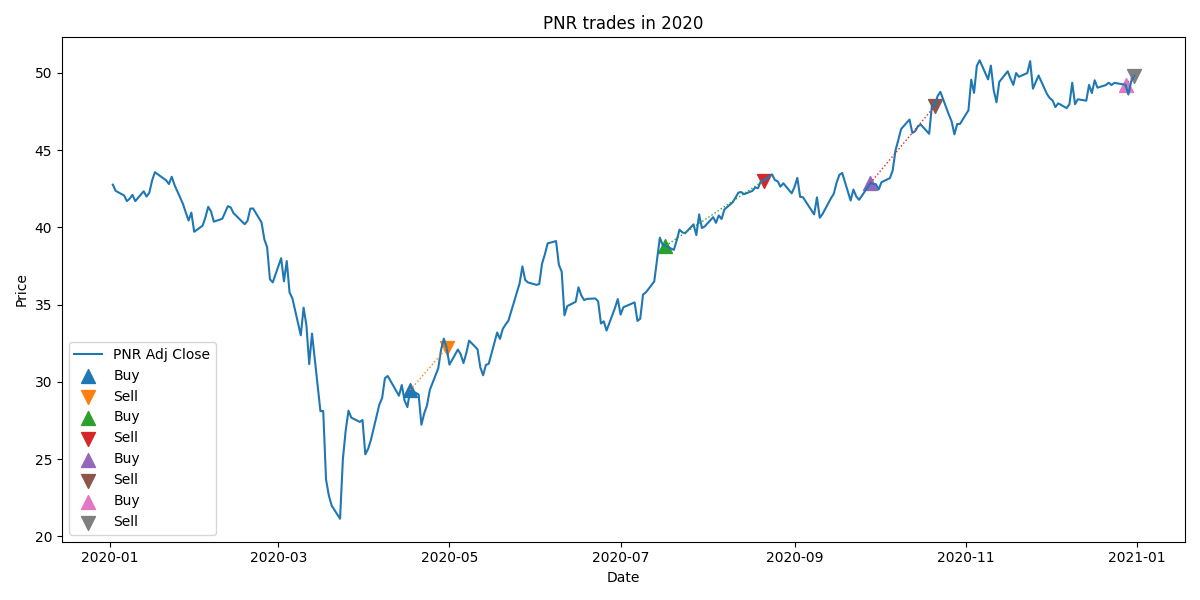 PNR trades in 2020
Price
50
45
40
35
30
25
20
PNR Adj Close
Buy
Sell
Buy
Sell
Buy
Sell
Buy
Sell
2020-01 2020-03 2020-05 2020-07 2020-09 2020-11 2021-01
Date